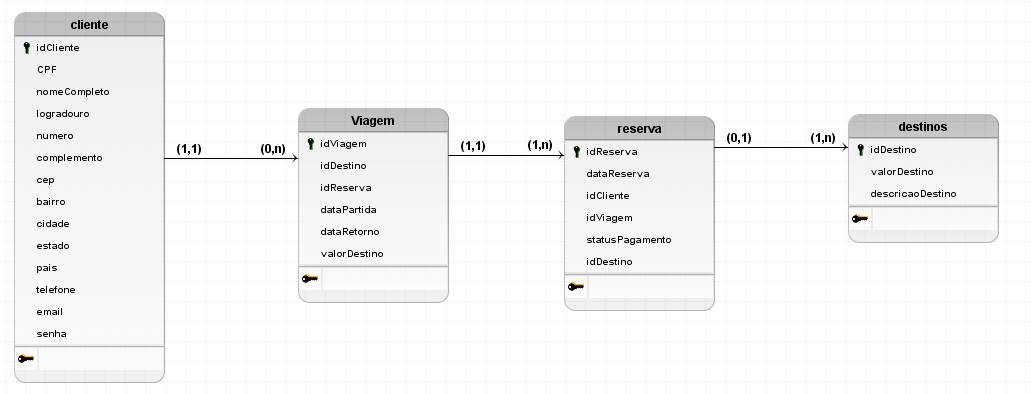 cliente
idCliente
CPF
nomeCompleto
logradouro
numero
complemento
cep
bairro
cidade
estado
pais
telefone
email
senha
(1,1)
(0,n)
Viagem
idViagem
idDestino
idReserva
dataPartida
dataRetorno
valorDestino
(1,1)
(1,n)
reserva
idReserva
dataReserva
idCliente
idViagem
statusPagamento
idDestino
(0,1)
(1,n)
destinos
idDestino
valorDestino
descricaoDestino